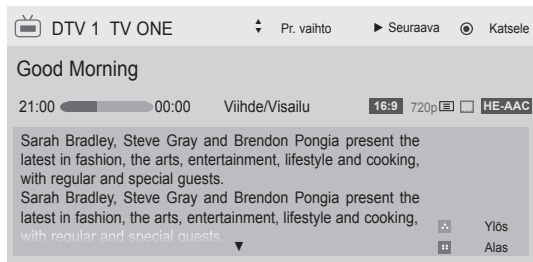 DTV 1 TV ONE Pr. vaihto Seuraava Katsele
Good Morning
21:00 00:00 Viihde/Visailu 16:9 720p HE-AAC
Sarah Bradley, Steve Gray and Brendon Pongia present the
latest in fashion, the arts, entertainment, lifestyle and cooking,
with regular and special guests.
Sarah Bradley, Steve Gray and Brendon Pongia present the
latest in fashion, the arts, entertainment, lifestyle and cooking,
with regular and special guests.
Ylös
Alas